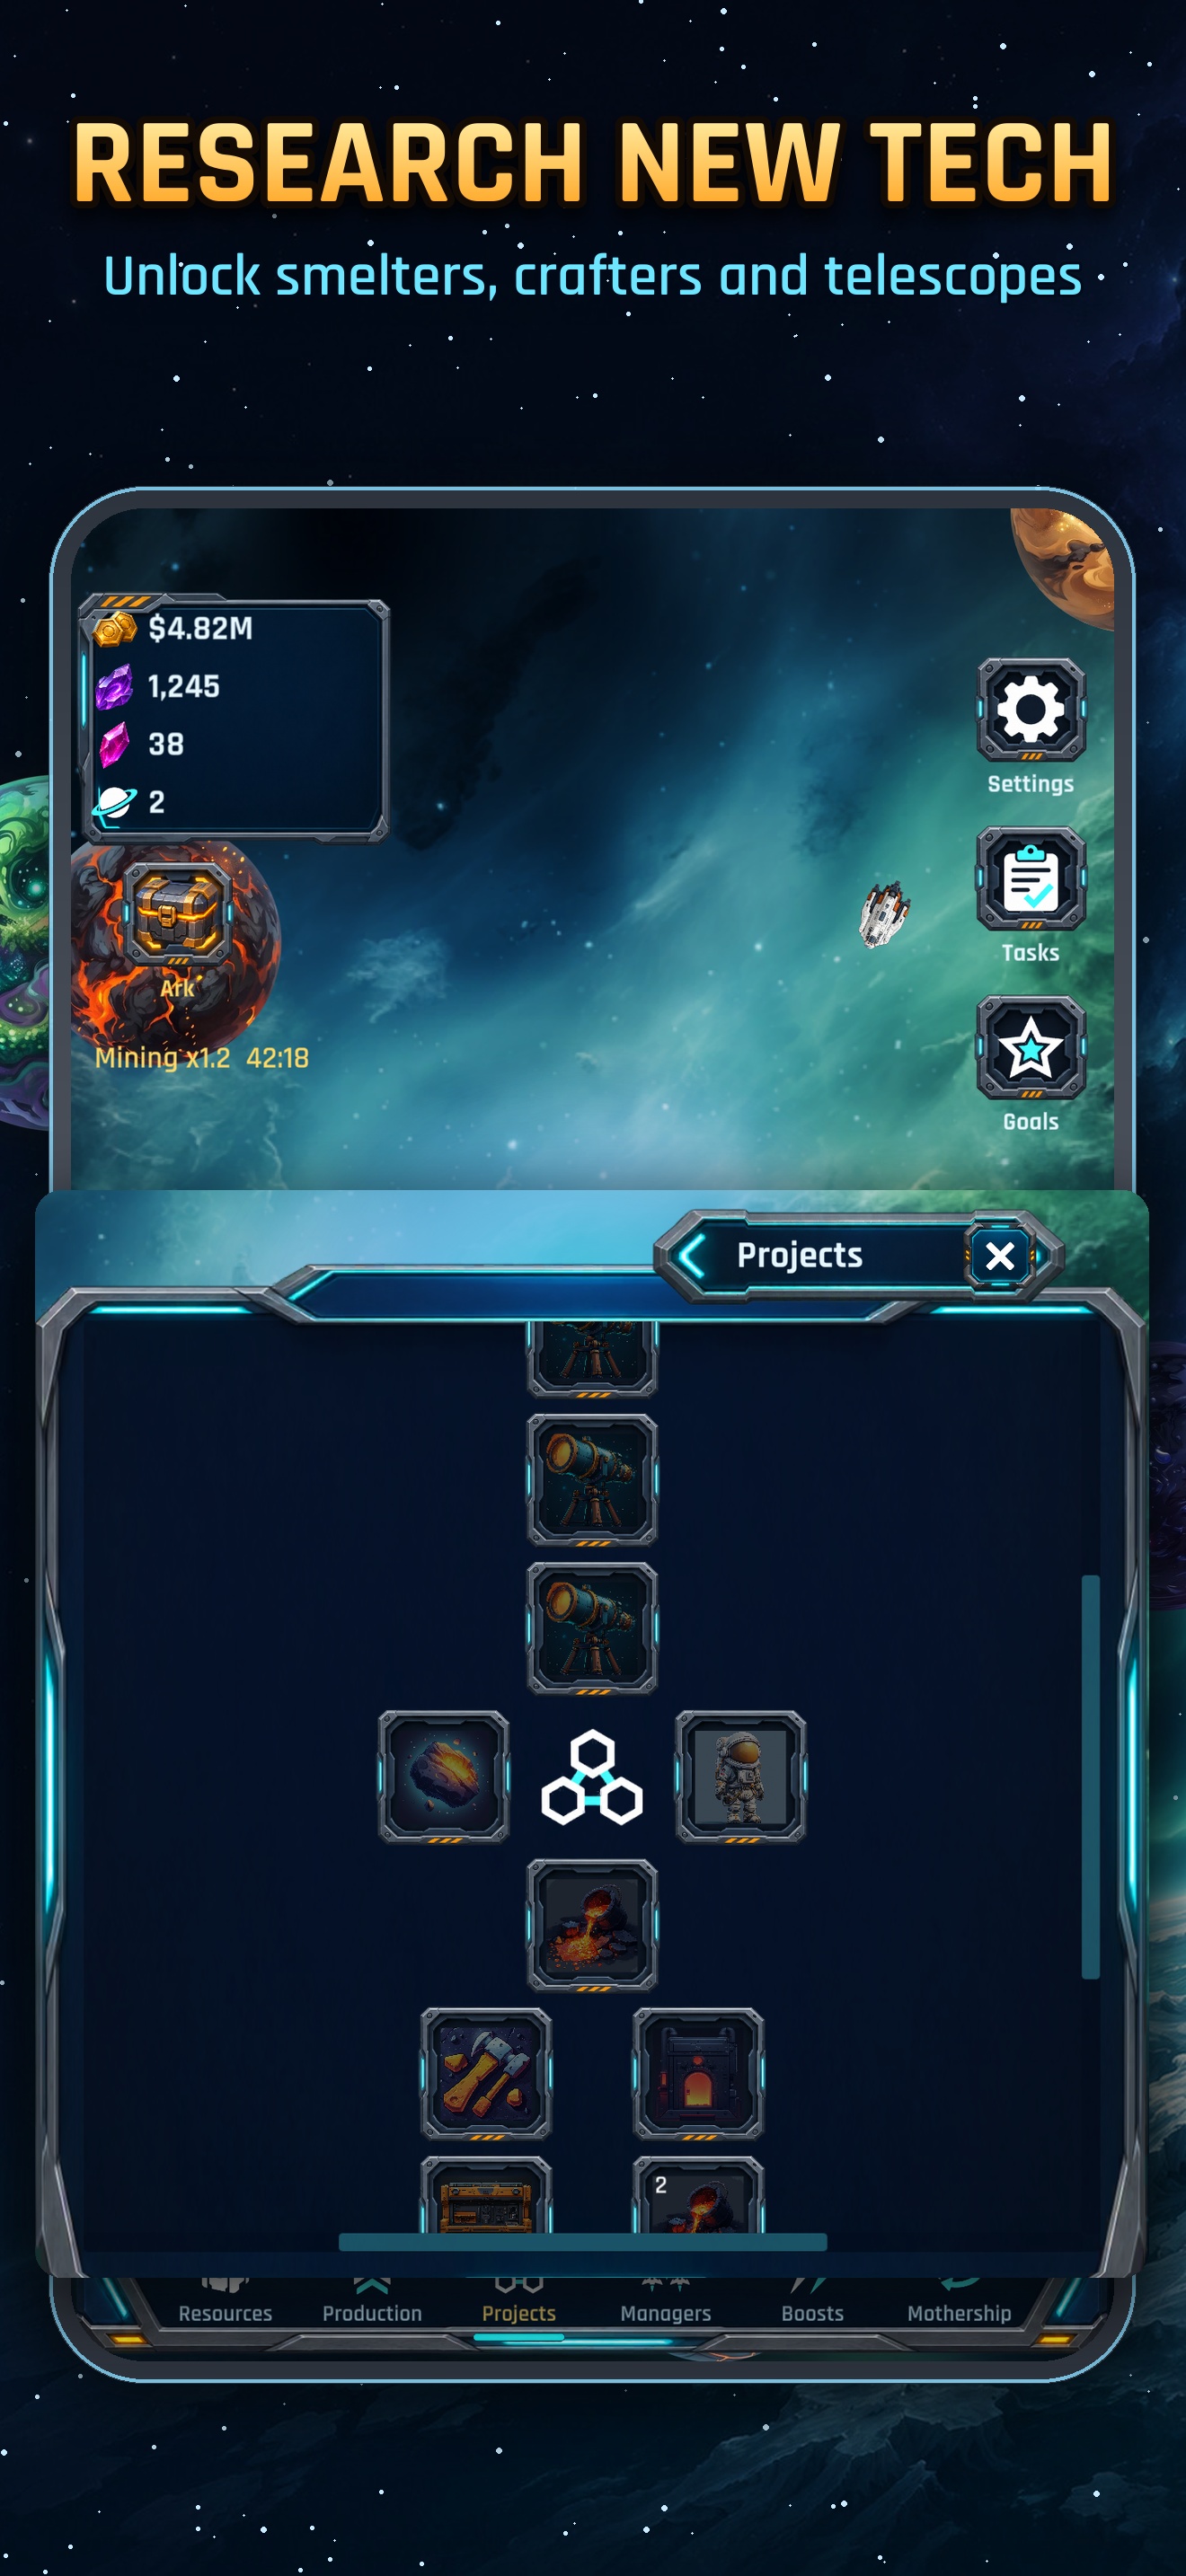 RESEARCH NEW TECH
Unlock smelters, crafters and telescopes
$4.82M
1,245
38
2
Settings
Tasks
Ark
Mining x1.2 42:18
Goals
Projects
2
Resources Production Projects Managers Boosts Mothership